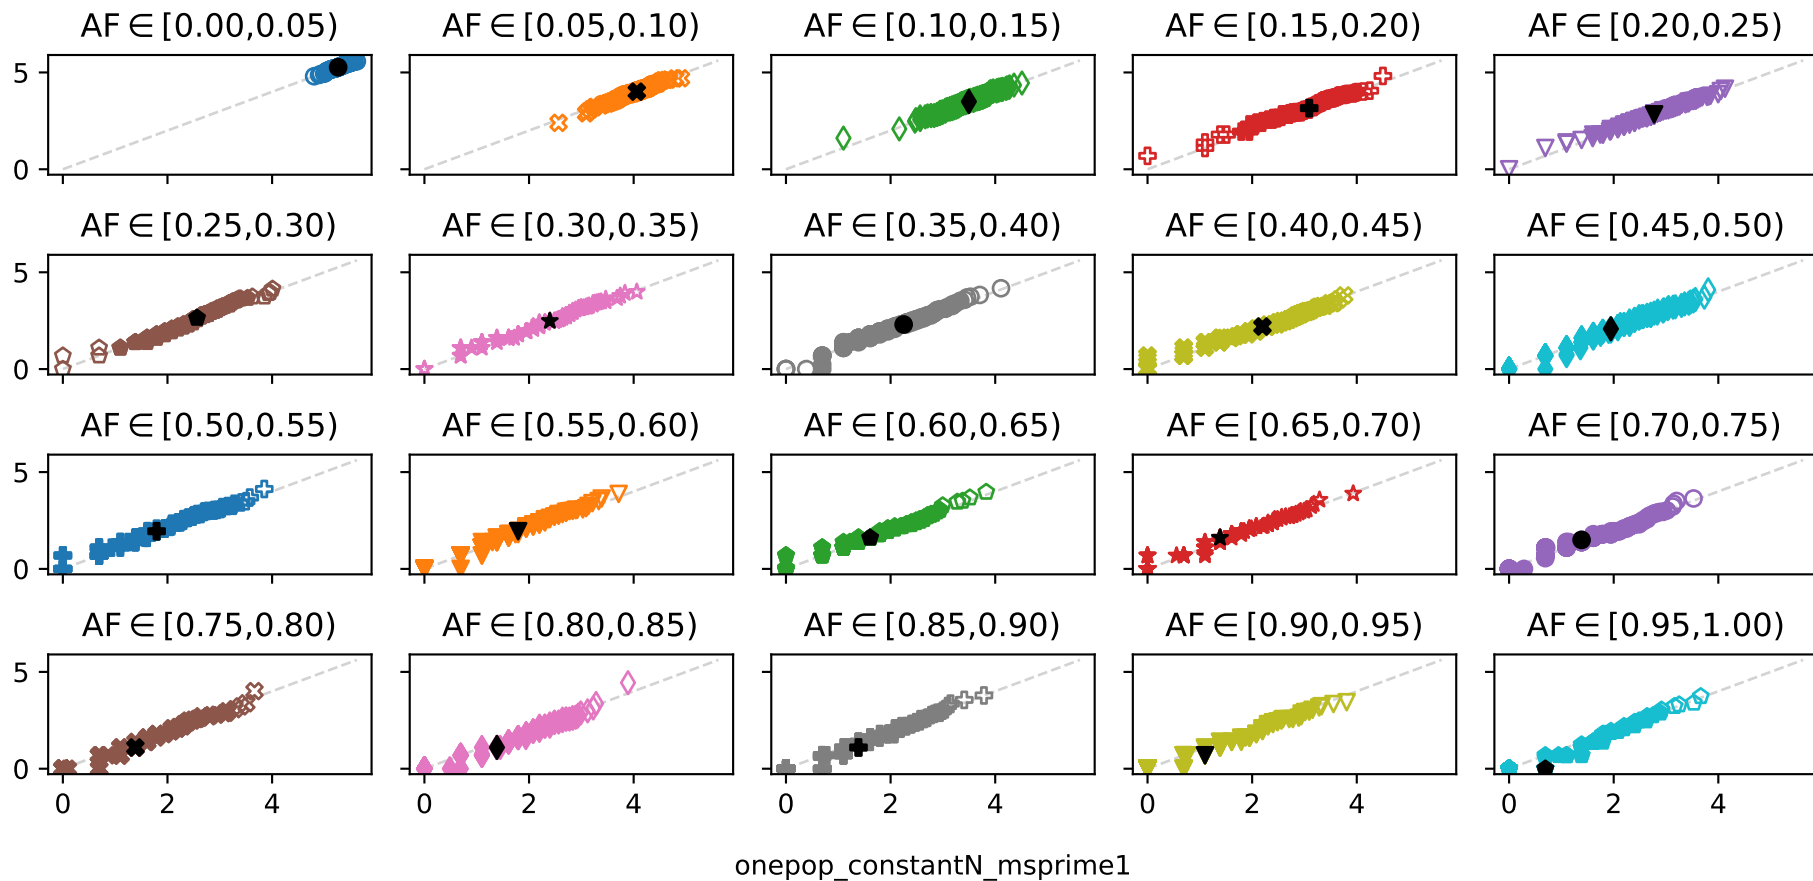 AF ∈ [0.00,0.05) AF ∈ [0.05,0.10) AF ∈ [0.10,0.15) AF ∈ [0.15,0.20) AF ∈ [0.20,0.25)
5
0
0 2 4 0 2 4 0 2 4 0 2 4 0 2 4
AF ∈ [0.25,0.30) AF ∈ [0.30,0.35) AF ∈ [0.35,0.40) AF ∈ [0.40,0.45) AF ∈ [0.45,0.50)
5
0
AF ∈ [0.50,0.55) AF ∈ [0.55,0.60) AF ∈ [0.60,0.65) AF ∈ [0.65,0.70) AF ∈ [0.70,0.75)
5
0
AF ∈ [0.75,0.80) AF ∈ [0.80,0.85) AF ∈ [0.85,0.90) AF ∈ [0.90,0.95) AF ∈ [0.95,1.00)
5
0
onepop_constantN_msprime1